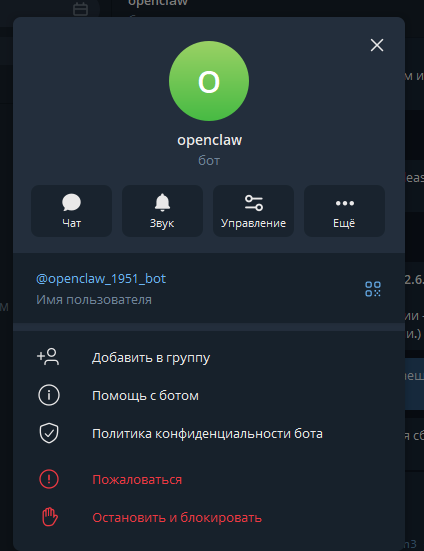 openclaw
O
openclaw
бот
Чат
Звук
Управление
Ещё
@openclaw_1951_bot
Имя пользователя
Добавить в группу
Помощь с ботом
Политика конфиденциальности бота
Пожаловаться
Остановить и блокировать